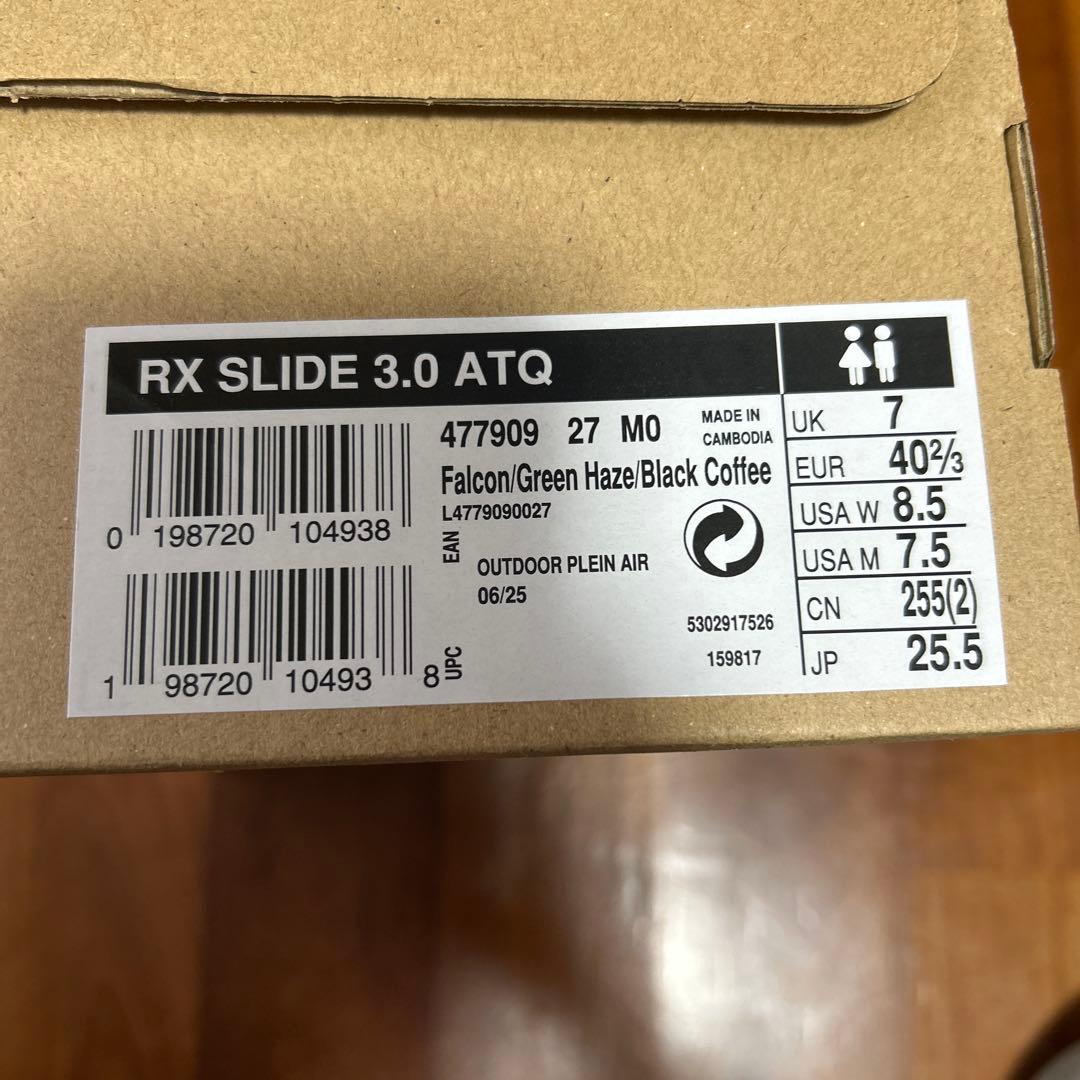 RX SLIDE 3.0 ATQ
477909 27 M0
MADE IN
CAMBODIA
Falcon/Green Haze/Black Coffee
L4779090027
0 198720 104938
EAN
OUTDOOR PLEIN AIR
06/25
5302917526
159817
1 98720 10493 8
UPC
UK 7
EUR 40⅔
USA W 8.5
USA M 7.5
CN 255(2)
JP 25.5